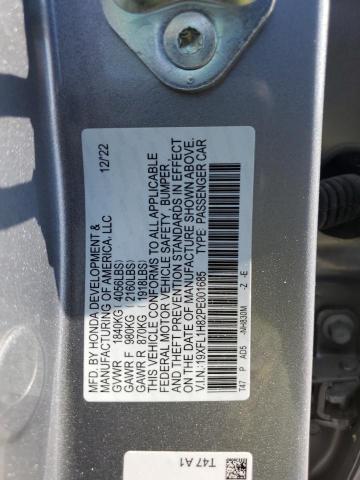 MFD. BY HONDA DEVELOPMENT &
MANUFACTURING OF AMERICA, LLC 12/'22
GVWR 1840KG (4056LBS)
GAWR F 980KG (2160LBS)
GAWR R 870KG (1918LBS)
THIS VEHICLE CONFORMS TO ALL APPLICABLE
FEDERAL MOTOR VEHICLE SAFETY, BUMPER,
AND THEFT PREVENTION STANDARDS IN EFFECT
ON THE DATE OF MANUFACTURE SHOWN ABOVE.
V.I.N.:19XFL1H82PE001685 TYPE: PASSENGER CAR
T47 P AD5 -NH830M -Z -E
T47A1